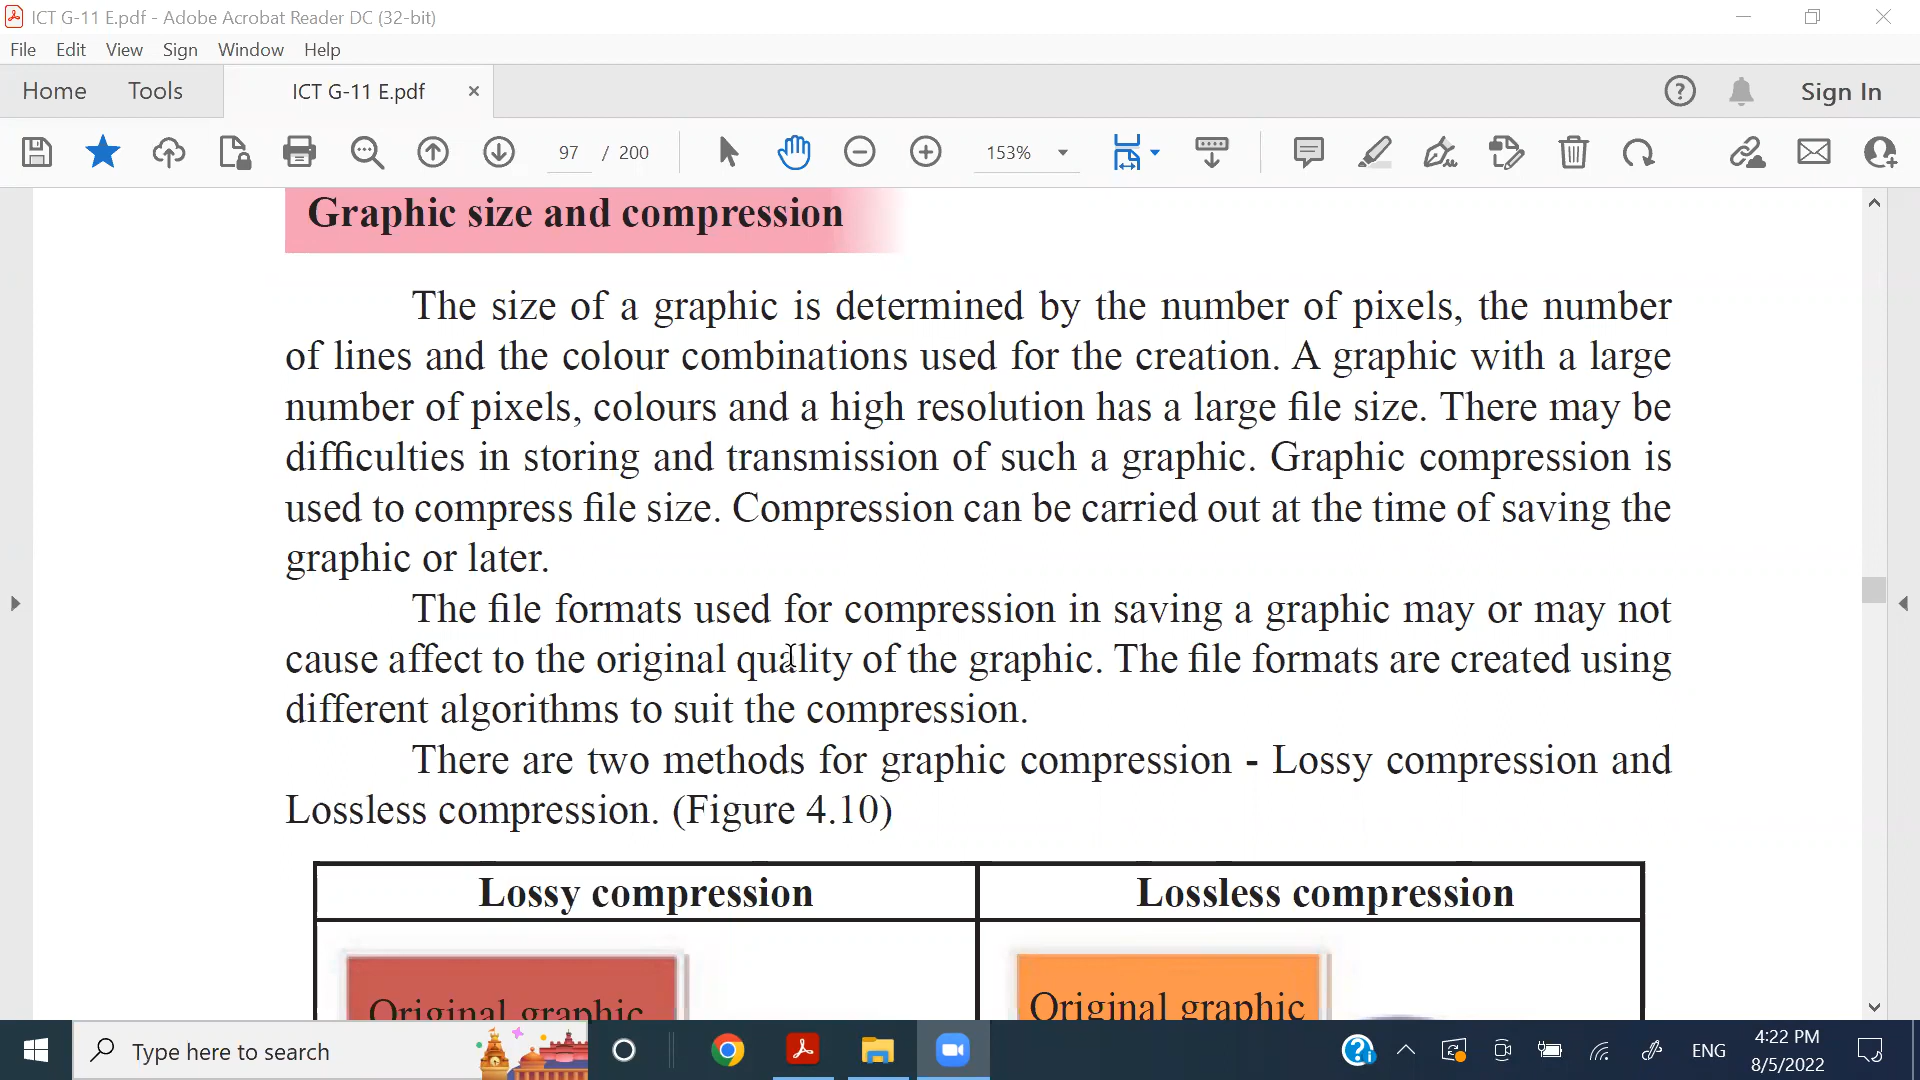 ICT G-11 E.pdf - Adobe Acrobat Reader DC (32-bit)
File Edit View Sign Window Help
Home Tools ICT G-11 E.pdf × Sign In
97 / 200 153%
Graphic size and compression
The size of a graphic is determined by the number of pixels, the number
of lines and the colour combinations used for the creation. A graphic with a large
number of pixels, colours and a high resolution has a large file size. There may be
difficulties in storing and transmission of such a graphic. Graphic compression is
used to compress file size. Compression can be carried out at the time of saving the
graphic or later.
The file formats used for compression in saving a graphic may or may not
cause affect to the original quality of the graphic. The file formats are created using
different algorithms to suit the compression.
There are two methods for graphic compression - Lossy compression and
Lossless compression. (Figure 4.10)
Lossy compression Lossless compression
Original graphic Original graphic
Type here to search ENG 4:22 PM
8/5/2022